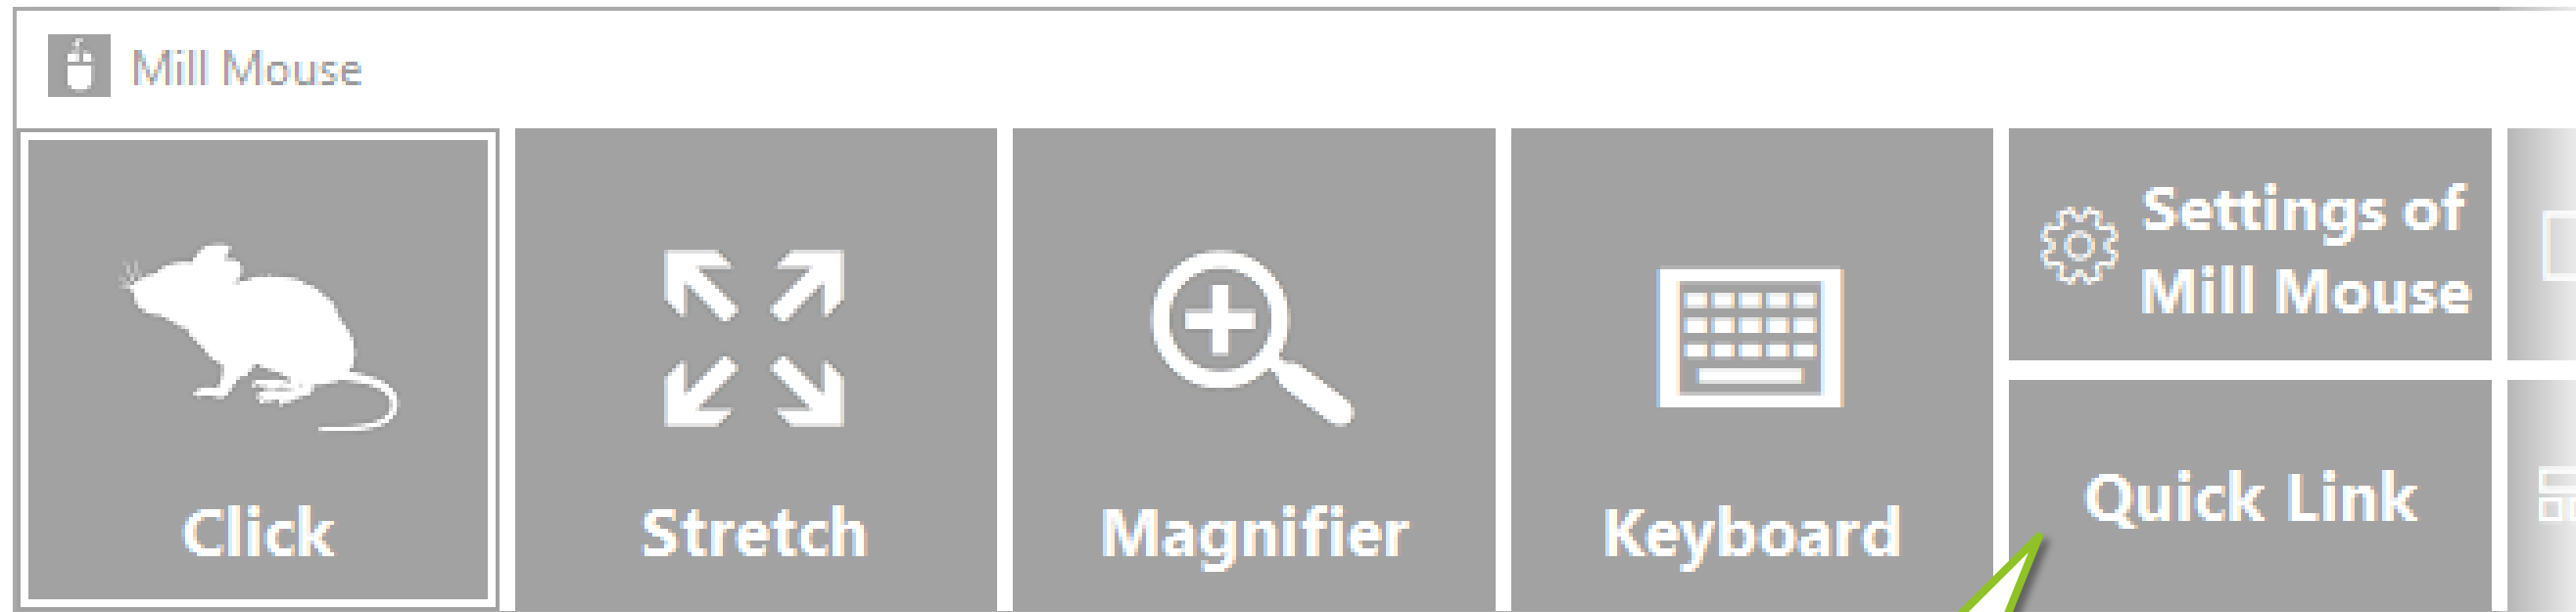 Mill Mouse
Click
Stretch
Magnifier
Keyboard
Settings of
Mill Mouse
Quick Link